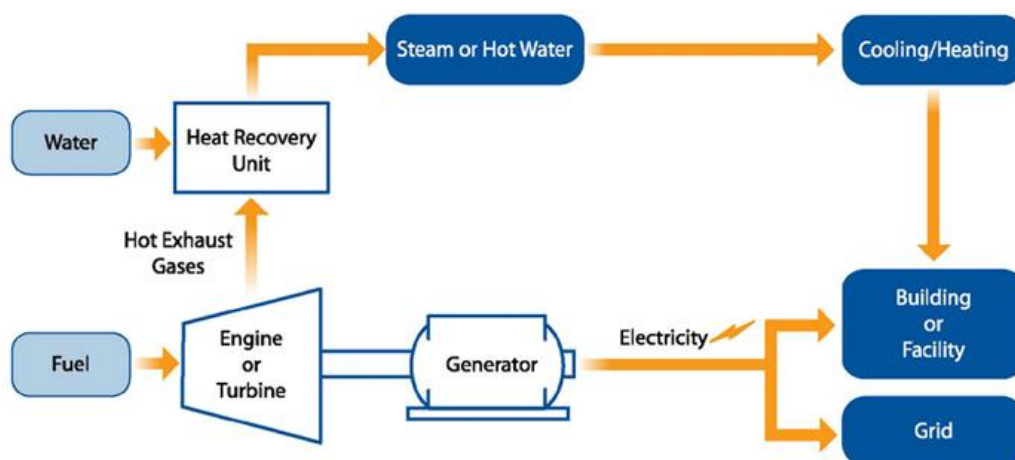 Steam or Hot Water
Cooling/Heating
Water
Heat Recovery
Unit
Hot Exhaust
Gases
Fuel
Engine
or
Turbine
Generator
Electricity
Building
or
Facility
Grid